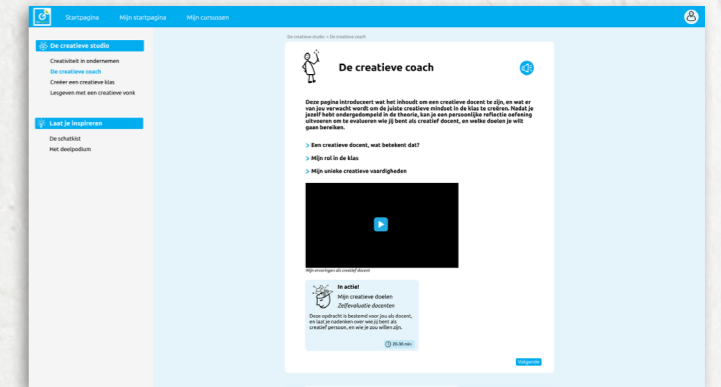 Startpagina
Mijn startpagina
Mijn cursussen
De creatieve studio
Creativiteit in ondernemen
De creatieve coach
Creëer een creatieve klas
Lesgeven met een creatieve vonk
Laat je inspireren
De schatkist
Het deelpodium
De creatieve studio > De creatieve coach
De creatieve coach
Deze pagina introduceert wat het inhoudt om een creatieve docent te zijn, en wat er
van jou verwacht wordt om de juiste creatieve mindset in de klas te creëren. Nadat je
jezelf hebt ondergedompeld in de theorie, kan je een persoonlijke reflectie oefening
uitvoeren om te evalueren wie jij bent als creatief docent, en welke doelen je wilt
gaan bereiken.
> Een creatieve docent, wat betekent dat?
> Mijn rol in de klas
> Mijn unieke creatieve vaardigheden
Mijn ervaringen als creatief docent
In actie!
Mijn creatieve doelen
Zelfevaluatie docenten
Deze opdracht is bestemd voor jou als docent,
en laat je nadenken over wie jij bent als
creatief persoon, en wie je zou willen zijn.
20-30 min
Volgende